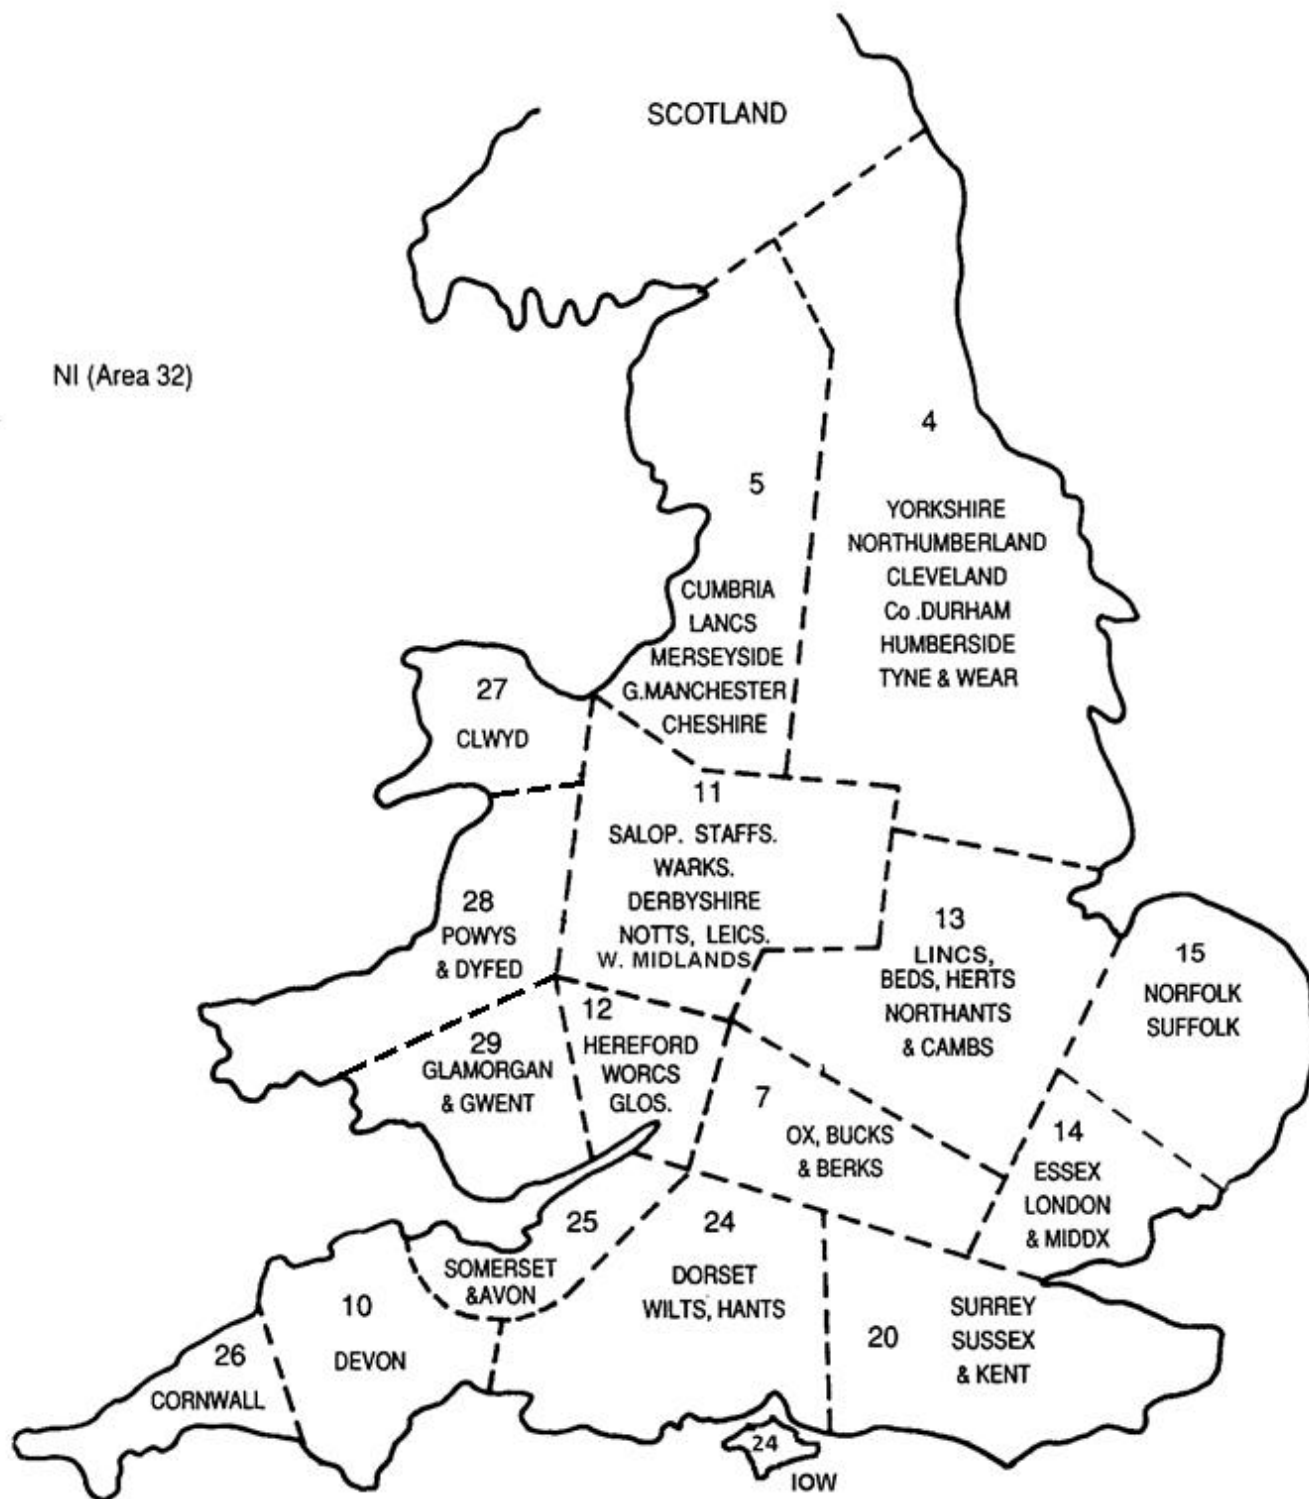 SCOTLAND
NI (Area 32)
4
YORKSHIRE
NORTHUMBERLAND
CLEVELAND
Co .DURHAM
HUMBERSIDE
TYNE & WEAR
5
CUMBRIA
LANCS
MERSEYSIDE
G.MANCHESTER
CHESHIRE
27
CLWYD
11
SALOP. STAFFS.
WARKS.
DERBYSHIRE
NOTTS, LEICS.
W. MIDLANDS
28
POWYS
& DYFED
13
LINCS,
BEDS, HERTS
NORTHANTS
& CAMBS
15
NORFOLK
SUFFOLK
12
HEREFORD
WORCS
GLOS.
29
GLAMORGAN
& GWENT
7
OX, BUCKS
& BERKS
14
ESSEX
LONDON
& MIDDX
25
SOMERSET
&AVON
24
DORSET
WILTS, HANTS
10
DEVON
20
SURREY
SUSSEX
& KENT
26
CORNWALL
24
IOW